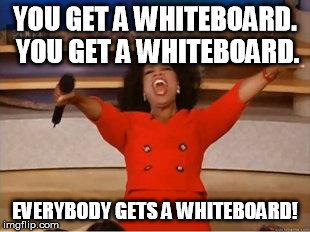 YOU GET A WHITEBOARD.
YOU GET A WHITEBOARD.
EVERYBODY GETS A WHITEBOARD!
imgflip.com